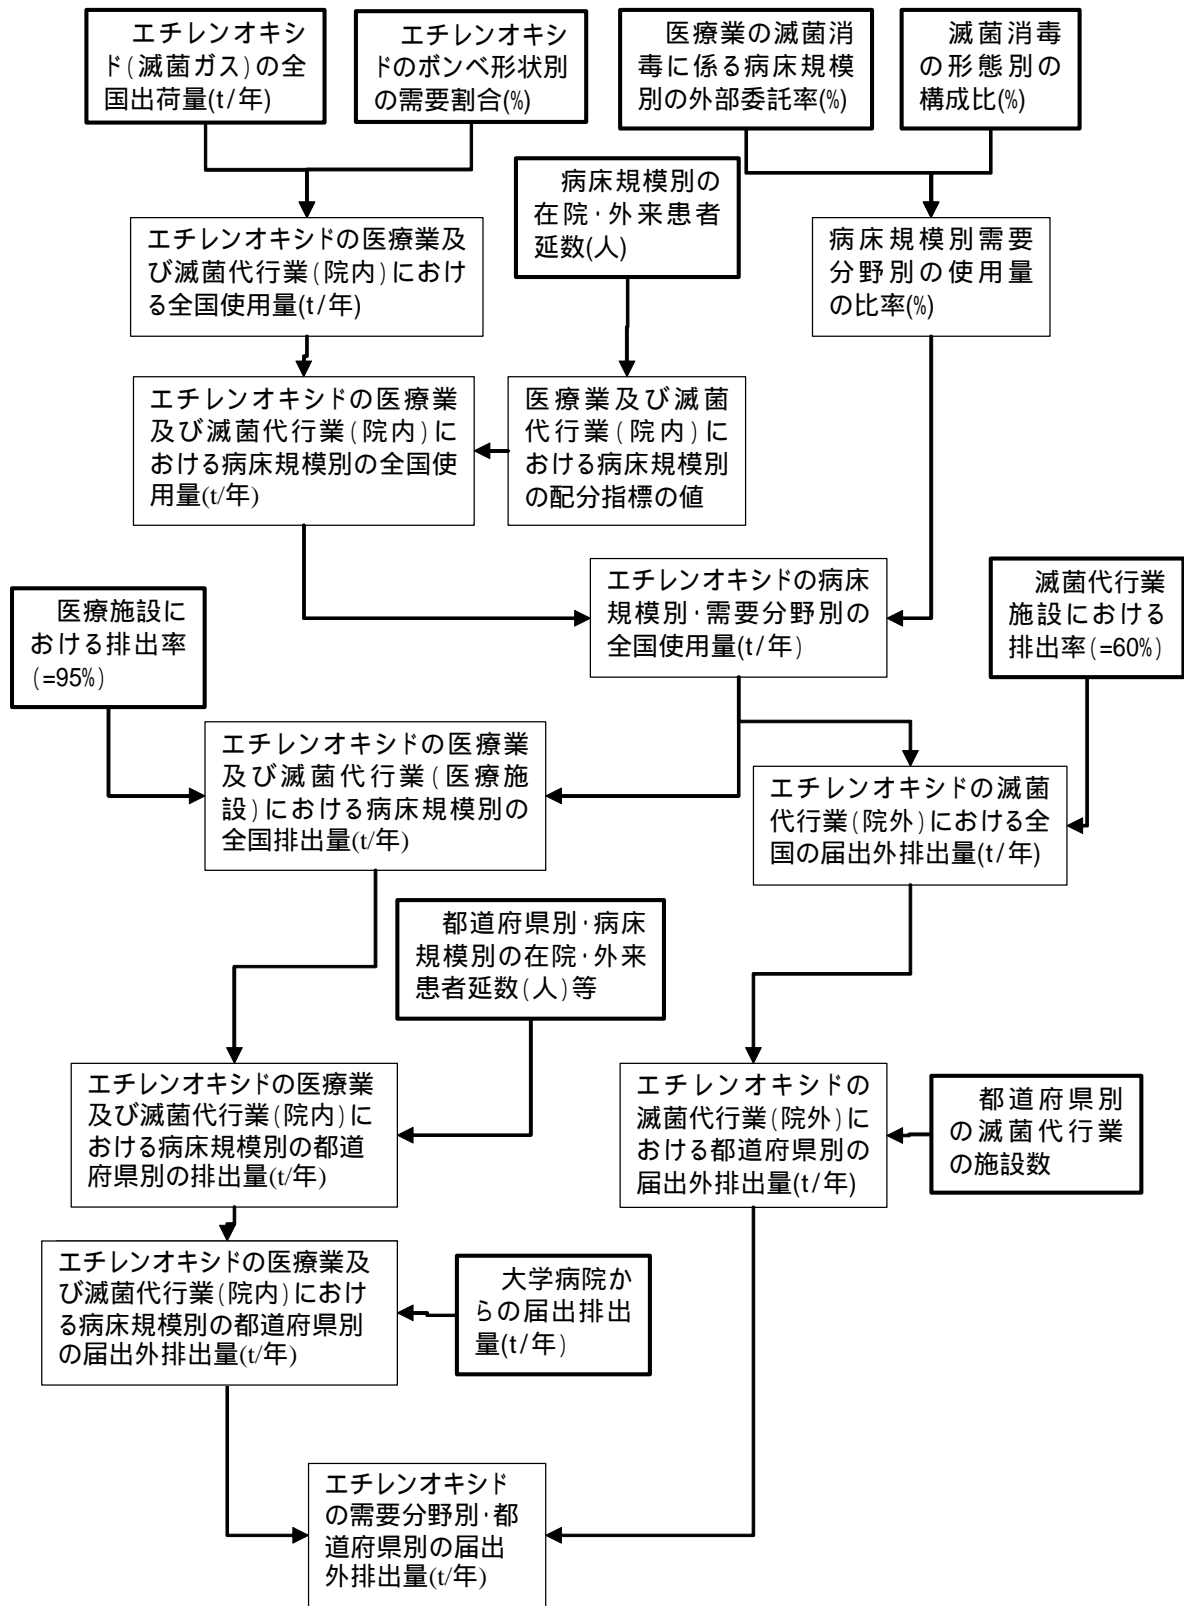 エチレンオキシ
ド(滅菌ガス)の全
国出荷量(t/年)
エチレンオキシ
ドのボンベ形状別
の需要割合(%)
医療業の滅菌消
毒に係る病床規模
別の外部委託率(%)
滅菌消毒
の形態別の
構成比(%)
病床規模別の
在院・外来患者
延数(人)
エチレンオキシドの医療業及
び滅菌代行業(院内)におけ
る全国使用量(t/年)
病床規模別需要
分野別の使用量
の比率(%)
エチレンオキシドの医療業
及び滅菌代行業(院内)に
おける病床規模別の全国使
用量(t/年)
医療業及び滅菌
代行業(院内)に
おける病床規模別
の配分指標の値
エチレンオキシドの病床
規模別・需要分野別の
全国使用量(t/年)
滅菌代行業
施設における
排出率(=60%)
医療施設に
おける排出率
(=95%)
エチレンオキシドの医療業
及び滅菌代行業(医療施
設)における病床規模別の
全国排出量(t/年)
エチレンオキシドの滅菌
代行業(院外)における全
国の届出外排出量(t/年)
都道府県別・病床
規模別の在院・外来
患者延数(人)等
エチレンオキシドの医療業
及び滅菌代行業(院内)に
おける病床規模別の都道
府県別の排出量(t/年)
エチレンオキシドの
滅菌代行業(院外)に
おける都道府県別の
届出外排出量(t/年)
都道府県別
の滅菌代行業
の施設数
エチレンオキシドの医療業及
び滅菌代行業(院内)におけ
る病床規模別の都道府県別
の届出外排出量(t/年)
大学病院か
らの届出排出
量(t/年)
エチレンオキシド
の需要分野別・都
道府県別の届出
外排出量(t/年)